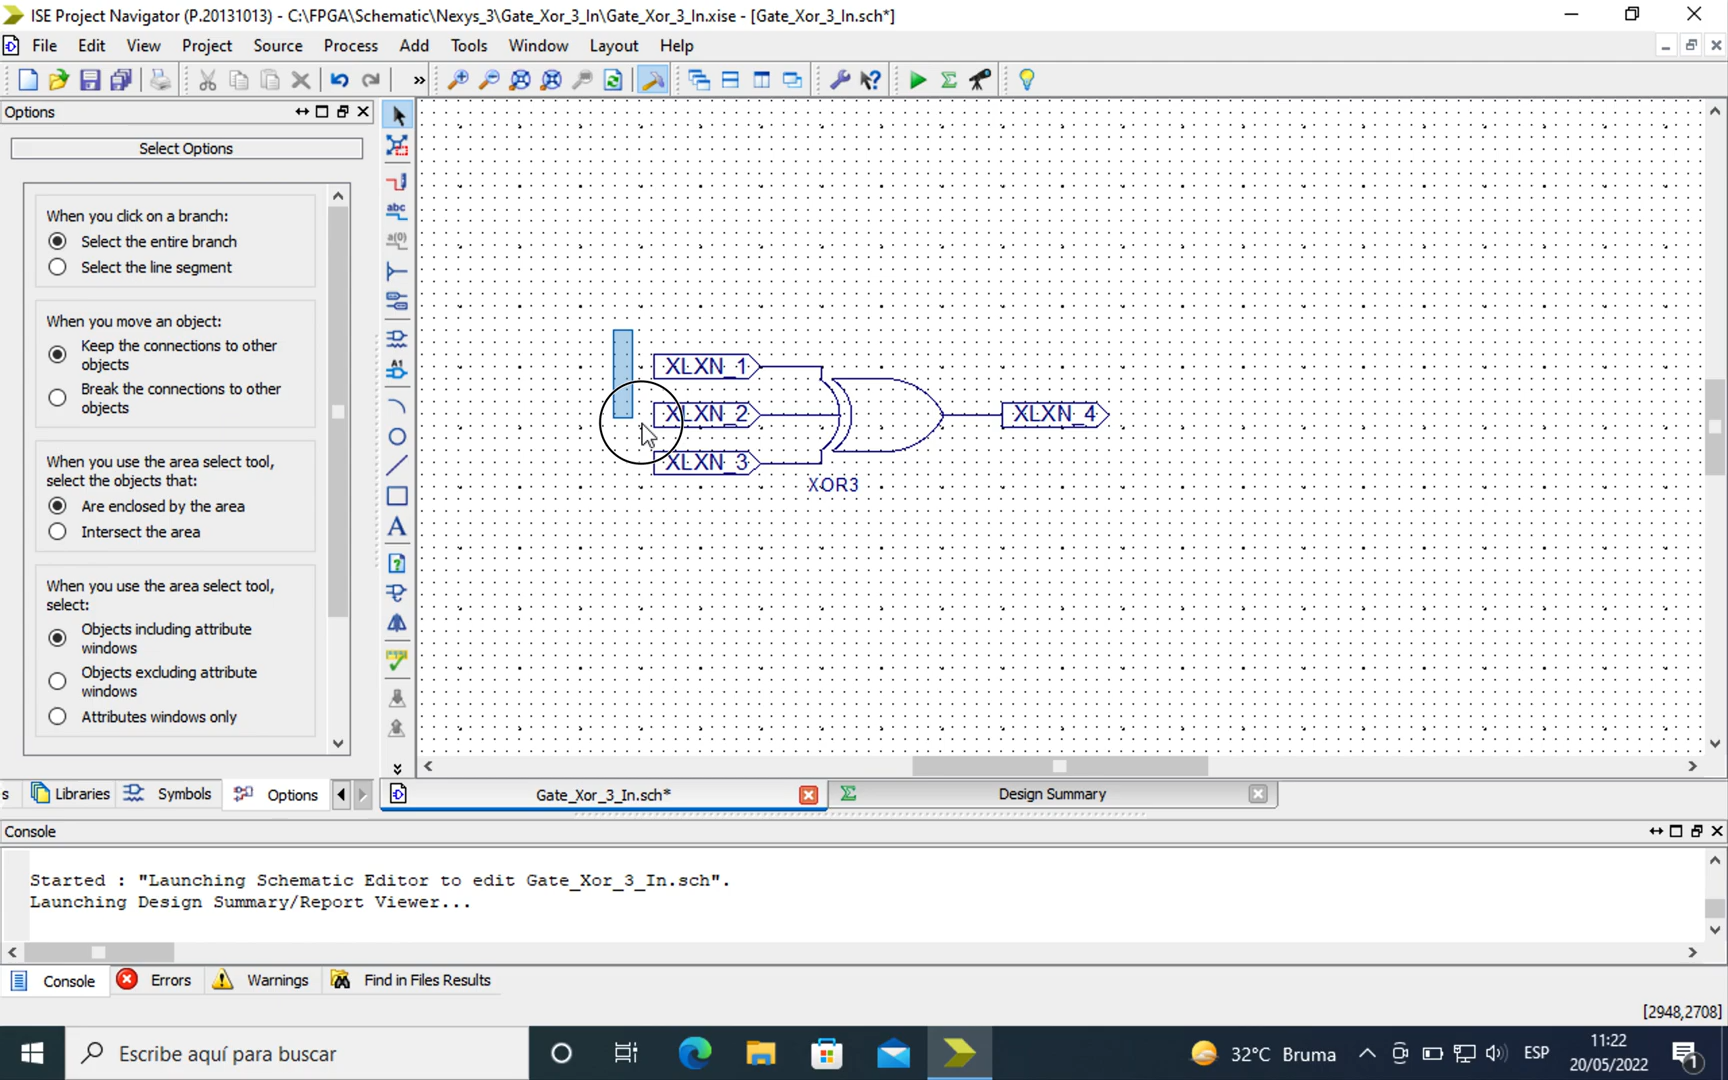 ISE Project Navigator (P.20131013) - C:\FPGA\Schematic\Nexys_3\Gate_Xor_3_In\Gate_Xor_3_In.xise - [Gate_Xor_3_In.sch*]
File Edit View Project Source Process Add Tools Window Layout Help
»
Options
Select Options
When you click on a branch:
Select the entire branch
Select the line segment
When you move an object:
Keep the connections to other
objects
Break the connections to other
objects
When you use the area select tool,
select the objects that:
Are enclosed by the area
Intersect the area
When you use the area select tool,
select:
Objects including attribute
windows
Objects excluding attribute
windows
Attributes windows only
abc
a(0)
A1
A
XLXN_1
XLXN_2
XLXN_3
XLXN_4
XOR3
s Libraries Symbols Options
Gate_Xor_3_In.sch* Design Summary
Console
Started : "Launching Schematic Editor to edit Gate_Xor_3_In.sch".
Launching Design Summary/Report Viewer...
Console Errors Warnings Find in Files Results
[2948,2708]
Escribe aquí para buscar
32°C Bruma
ESP
11:22
20/05/2022
1